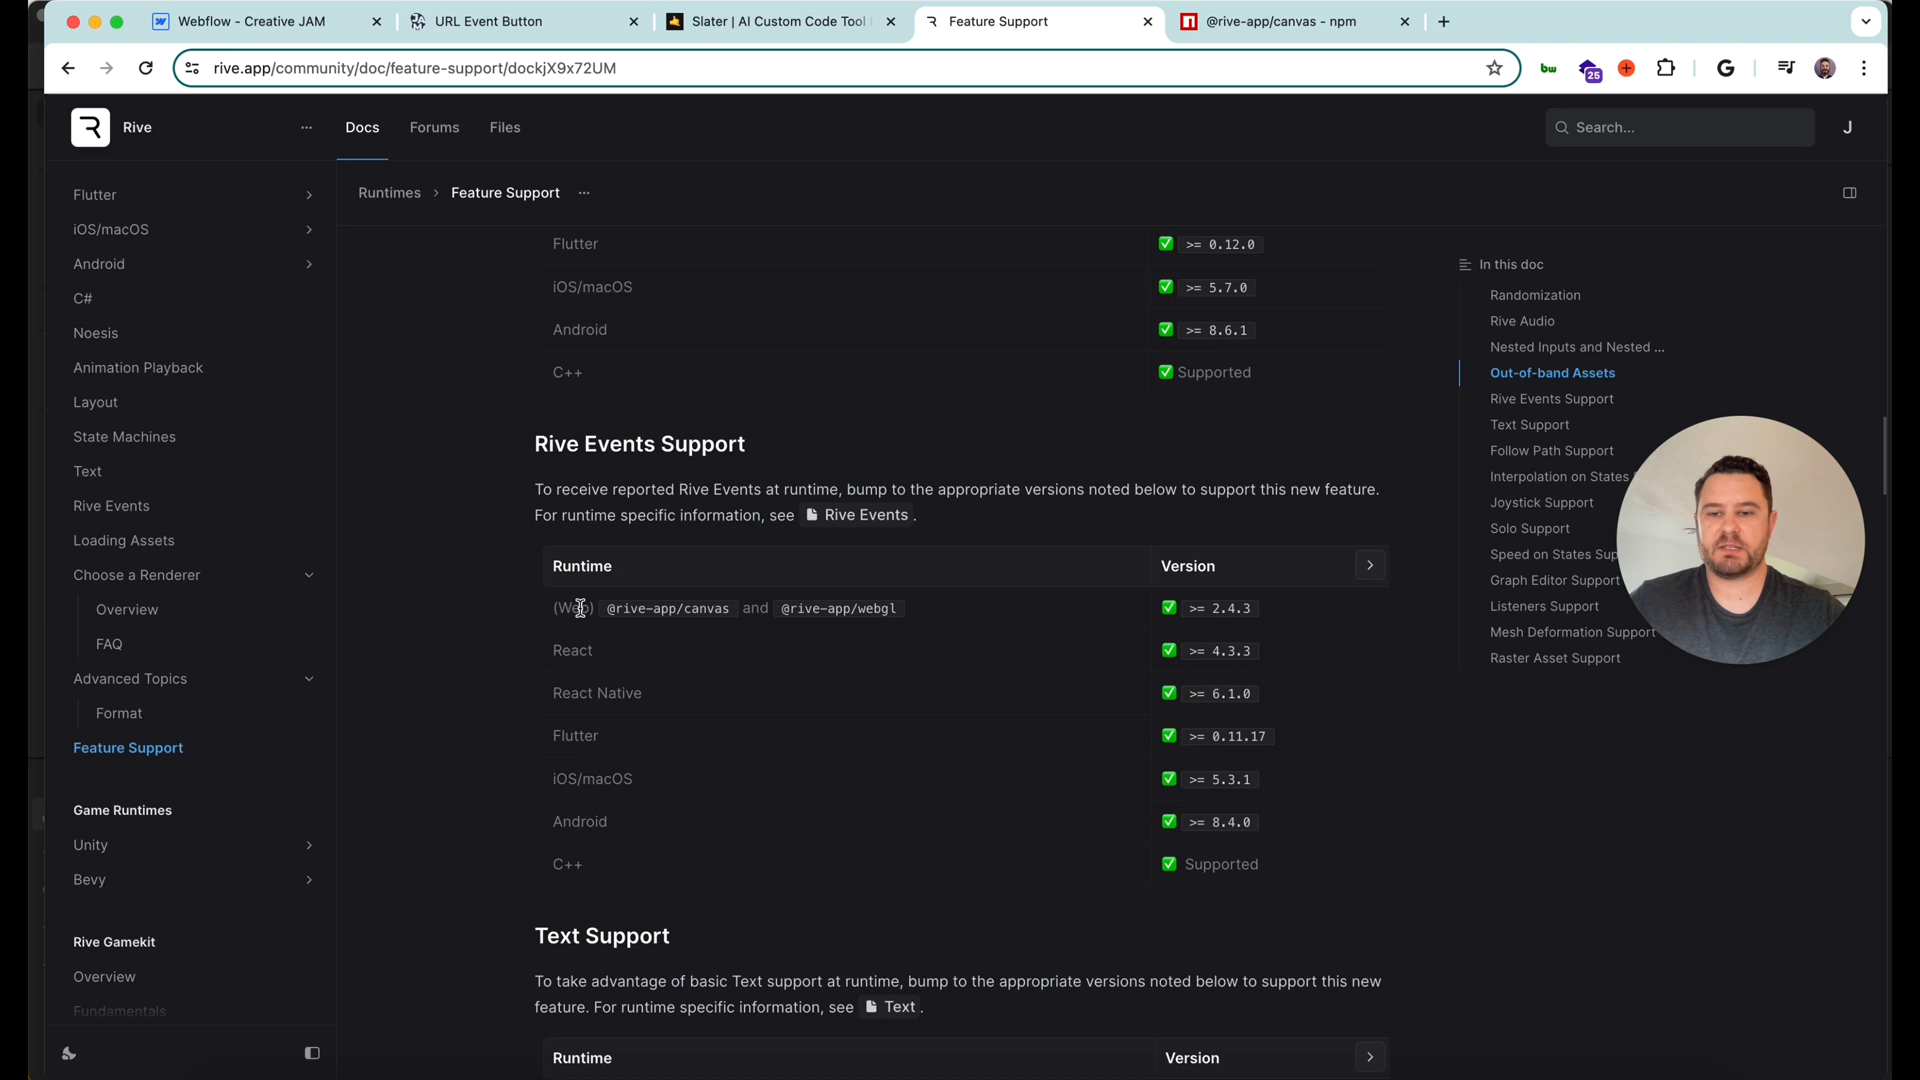 Webflow - Creative JAM
URL Event Button
Slater | AI Custom Code Tool
Feature Support
@rive-app/canvas - npm
rive.app/community/doc/feature-support/dockjX9x72UM
bw
25
G
Rive
Docs
Forums
Files
Search...
J
Flutter
iOS/macOS
Android
C#
Noesis
Animation Playback
Layout
State Machines
Text
Rive Events
Loading Assets
Choose a Renderer
Overview
FAQ
Advanced Topics
Format
Feature Support
Game Runtimes
Unity
Bevy
Rive Gamekit
Overview
Fundamentals
Runtimes > Feature Support ...
Flutter ✅ >= 0.12.0
iOS/macOS ✅ >= 5.7.0
Android ✅ >= 8.6.1
C++ ✅ Supported
Rive Events Support
To receive reported Rive Events at runtime, bump to the appropriate versions noted below to support this new feature.
For runtime specific information, see Rive Events.
Runtime Version
(Web) @rive-app/canvas and @rive-app/webgl ✅ >= 2.4.3
React ✅ >= 4.3.3
React Native ✅ >= 6.1.0
Flutter ✅ >= 0.11.17
iOS/macOS ✅ >= 5.3.1
Android ✅ >= 8.4.0
C++ ✅ Supported
Text Support
To take advantage of basic Text support at runtime, bump to the appropriate versions noted below to support this new
feature. For runtime specific information, see Text.
Runtime Version
In this doc
Randomization
Rive Audio
Nested Inputs and Nested ...
Out-of-band Assets
Rive Events Support
Text Support
Follow Path Support
Interpolation on States
Joystick Support
Solo Support
Speed on States Sup
Graph Editor Support
Listeners Support
Mesh Deformation Support
Raster Asset Support